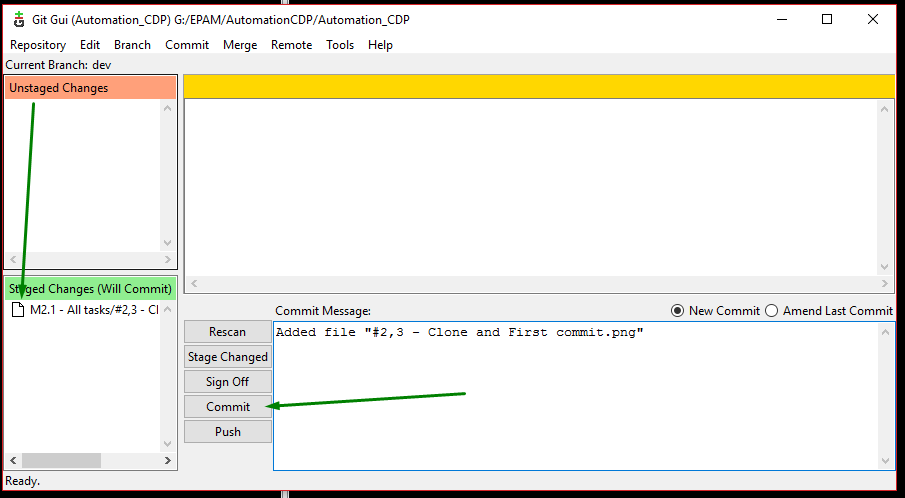 Git Gui (Automation_CDP) G:/EPAM/AutomationCDP/Automation_CDP
Repository Edit Branch Commit Merge Remote Tools Help
Current Branch: dev
Unstaged Changes
Staged Changes (Will Commit)
M2.1 - All tasks/#2,3 - Cl
Commit Message:
New Commit
Amend Last Commit
Rescan
Stage Changed
Sign Off
Commit
Push
Added file "#2,3 - Clone and First commit.png"
Ready.